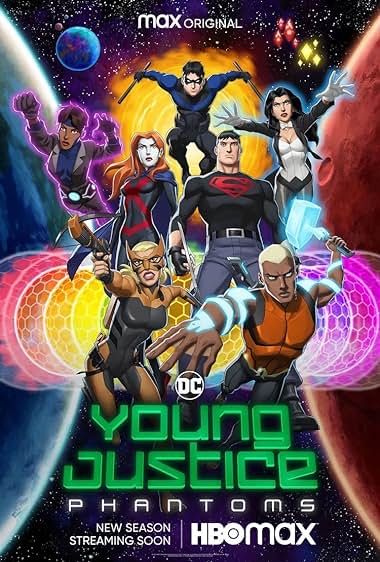 max ORIGINAL
DC
YOUNG
JUSTICE
PHANTOMS
NEW SEASON
STREAMING SOON
HBOmax